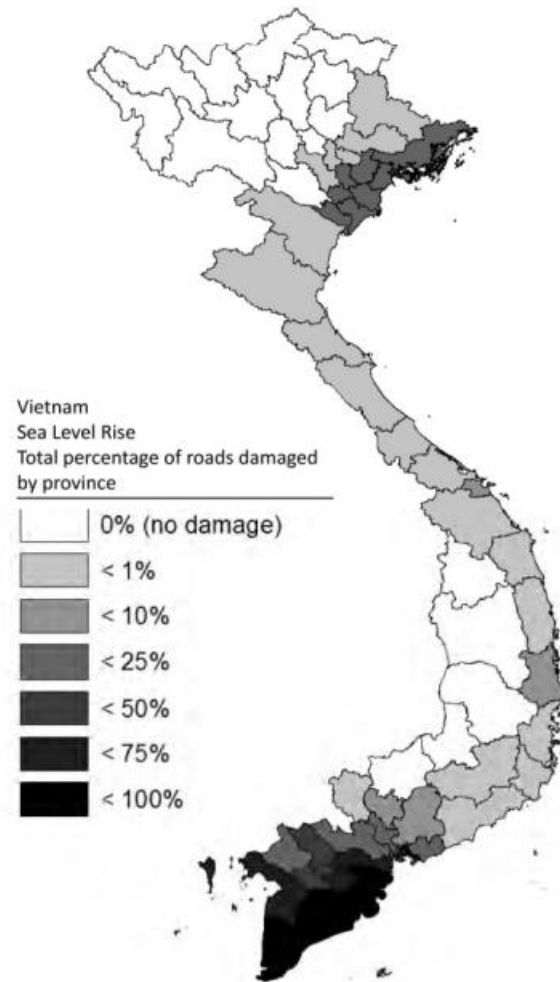 Vietnam
Sea Level Rise
Total percentage of roads damaged
by province
0% (no damage)
< 1%
< 10%
< 25%
< 50%
< 75%
< 100%